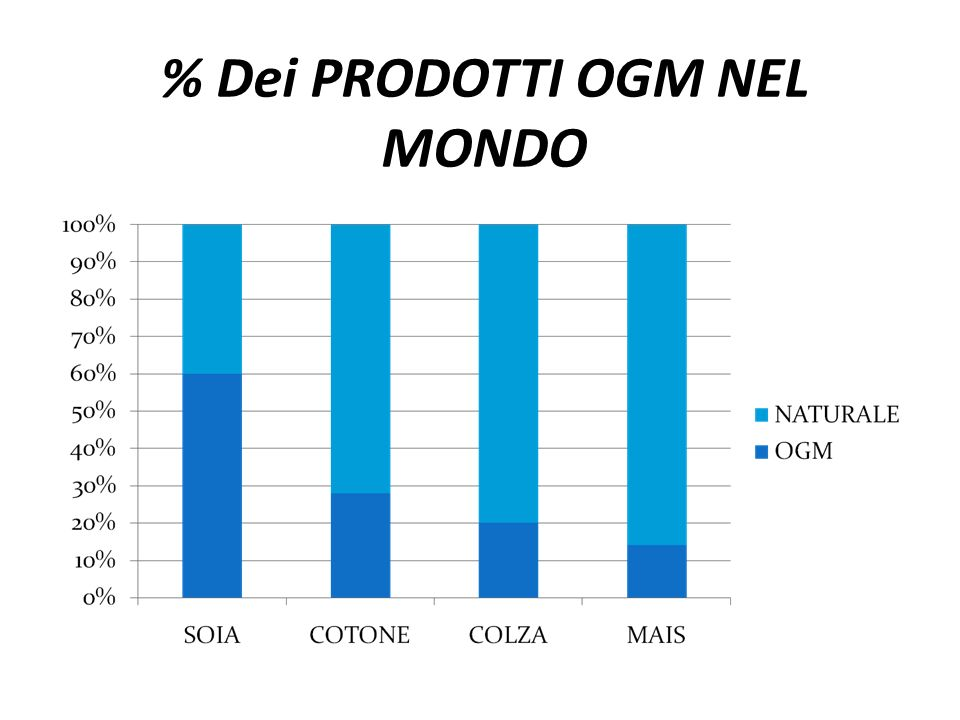 % Dei PRODOTTI OGM NEL
MONDO
100%
90%
80%
70%
60%
50%
40%
30%
20%
10%
0%
SOIA COTONE COLZA MAIS
NATURALE
OGM